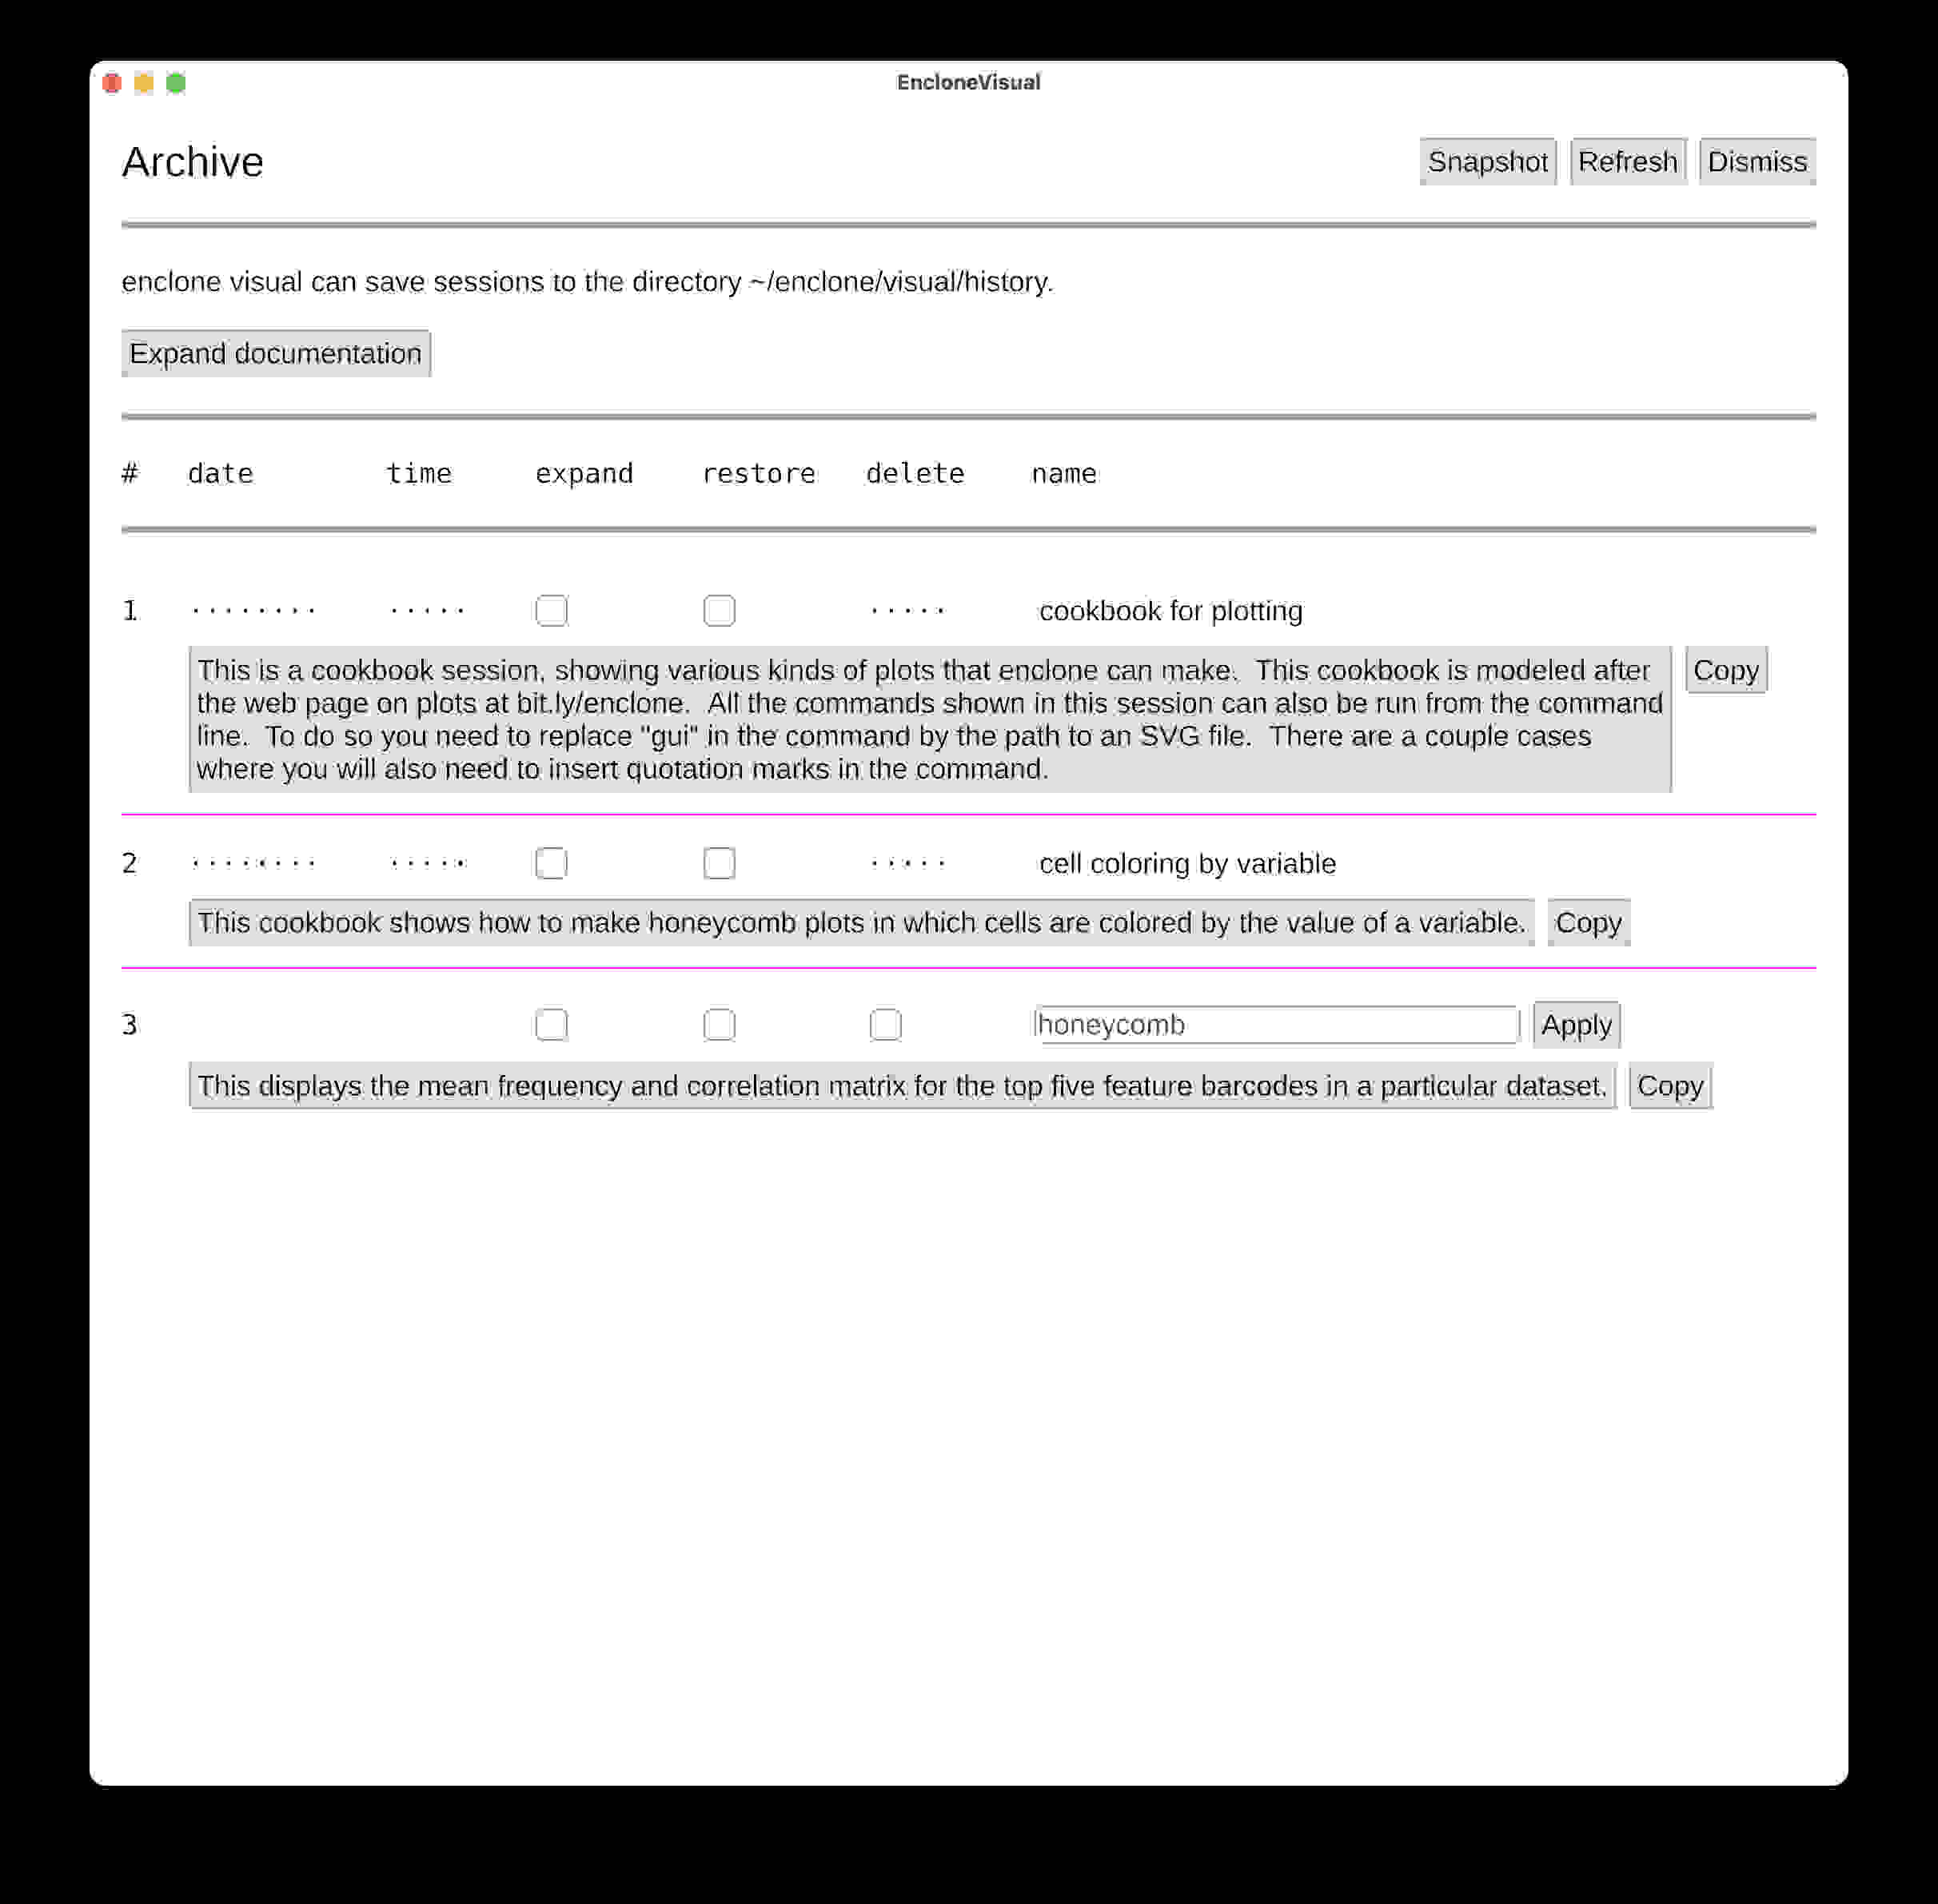 EncloneVisual
Archive Snapshot Refresh Dismiss
enclone visual can save sessions to the directory ~/enclone/visual/history.
Expand documentation
# date time expand restore delete name
1 ········ ····· ····· cookbook for plotting
This is a cookbook session, showing various kinds of plots that enclone can make.  This cookbook is modeled after Copy
the web page on plots at bit.ly/enclone.  All the commands shown in this session can also be run from the command
line.  To do so you need to replace "gui" in the command by the path to an SVG file.  There are a couple cases
where you will also need to insert quotation marks in the command.
2 ········ ····· ····· cell coloring by variable
This cookbook shows how to make honeycomb plots in which cells are colored by the value of a variable. Copy
3 honeycomb Apply
This displays the mean frequency and correlation matrix for the top five feature barcodes in a particular dataset. Copy